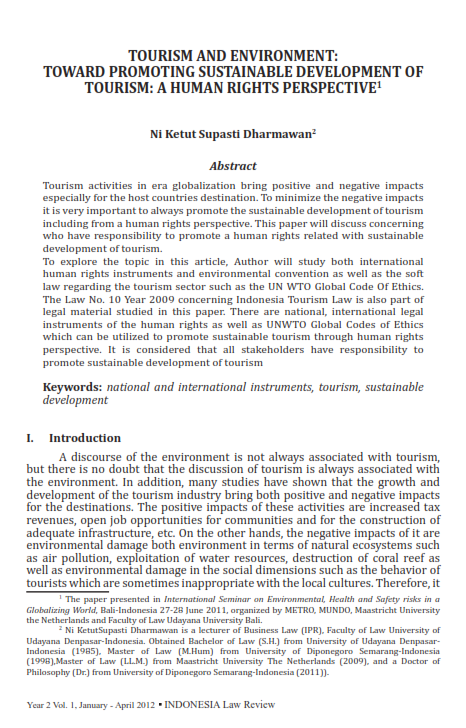 TOURISM AND ENVIRONMENT:
TOWARD PROMOTING SUSTAINABLE DEVELOPMENT OF
TOURISM: A HUMAN RIGHTS PERSPECTIVE¹
Ni Ketut Supasti Dharmawan²
Abstract
Tourism activities in era globalization bring positive and negative impacts
especially for the host countries destination. To minimize the negative impacts
it is very important to always promote the sustainable development of tourism
including from a human rights perspective. This paper will discuss concerning
who have responsibility to promote a human rights related with sustainable
development of tourism.
To explore the topic in this article, Author will study both international
human rights instruments and environmental convention as well as the soft
law regarding the tourism sector such as the UN WTO Global Code Of Ethics.
The Law No. 10 Year 2009 concerning Indonesia Tourism Law is also part of
legal material studied in this paper. There are national, international legal
instruments of the human rights as well as UNWTO Global Codes of Ethics
which can be utilized to promote sustainable tourism through human rights
perspective. It is considered that all stakeholders have responsibility to
promote sustainable development of tourism
Keywords: national and international instruments, tourism, sustainable
development
I. Introduction
A discourse of the environment is not always associated with tourism,
but there is no doubt that the discussion of tourism is always associated with
the environment. In addition, many studies have shown that the growth and
development of the tourism industry bring both positive and negative impacts
for the destinations. The positive impacts of these activities are increased tax
revenues, open job opportunities for communities and for the construction of
adequate infrastructure, etc. On the other hands, the negative impacts of it are
environmental damage both environment in terms of natural ecosystems such
as air pollution, exploitation of water resources, destruction of coral reef as
well as environmental damage in the social dimensions such as the behavior of
tourists which are sometimes inappropriate with the local cultures. Therefore, it
¹ The paper presented in International Seminar on Environmental, Health and Safety risks in a
Globalizing World, Bali-Indonesia 27-28 June 2011, organized by METRO, MUNDO, Maastricht University
the Netherlands and Faculty of Law Udayana University Bali.
² Ni KetutSupasti Dharmawan is a lecturer of Business Law (IPR), Faculty of Law University of
Udayana Denpasar-Indonesia. Obtained Bachelor of Law (S.H.) from University of Udayana Denpasar-
Indonesia (1985), Master of Law (M.Hum) from University of Diponegoro Semarang-Indonesia
(1998),Master of Law (LL.M.) from Maastricht University The Netherlands (2009), and a Doctor of
Philosophy (Dr.) from University of Diponegoro Semarang-Indonesia (2011)).
Year 2 Vol. 1, January - April 2012 ▪ INDONESIA Law Review